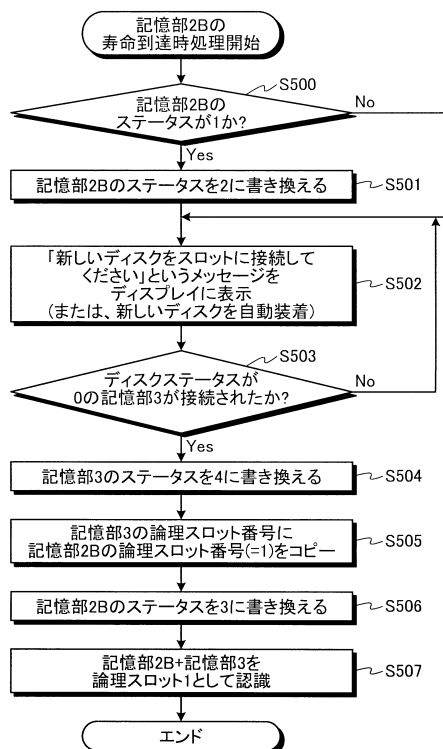 記憶部2Bの
寿命到達時処理開始
S500
記憶部2Bの
ステータスが1か?
No
Yes
記憶部2Bのステータスを2に書き換える
S501
「新しいディスクをスロットに接続して
ください」というメッセージを
ディスプレイに表示
(または、新しいディスクを自動装着)
S502
S503
ディスクステータスが
0の記憶部3が接続されたか?
No
Yes
記憶部3のステータスを4に書き換える
S504
記憶部3の論理スロット番号に
記憶部2Bの論理スロット番号(=1)をコピー
S505
記憶部2Bのステータスを3に書き換える
S506
記憶部2B+記憶部3を
論理スロット1として認識
S507
エンド